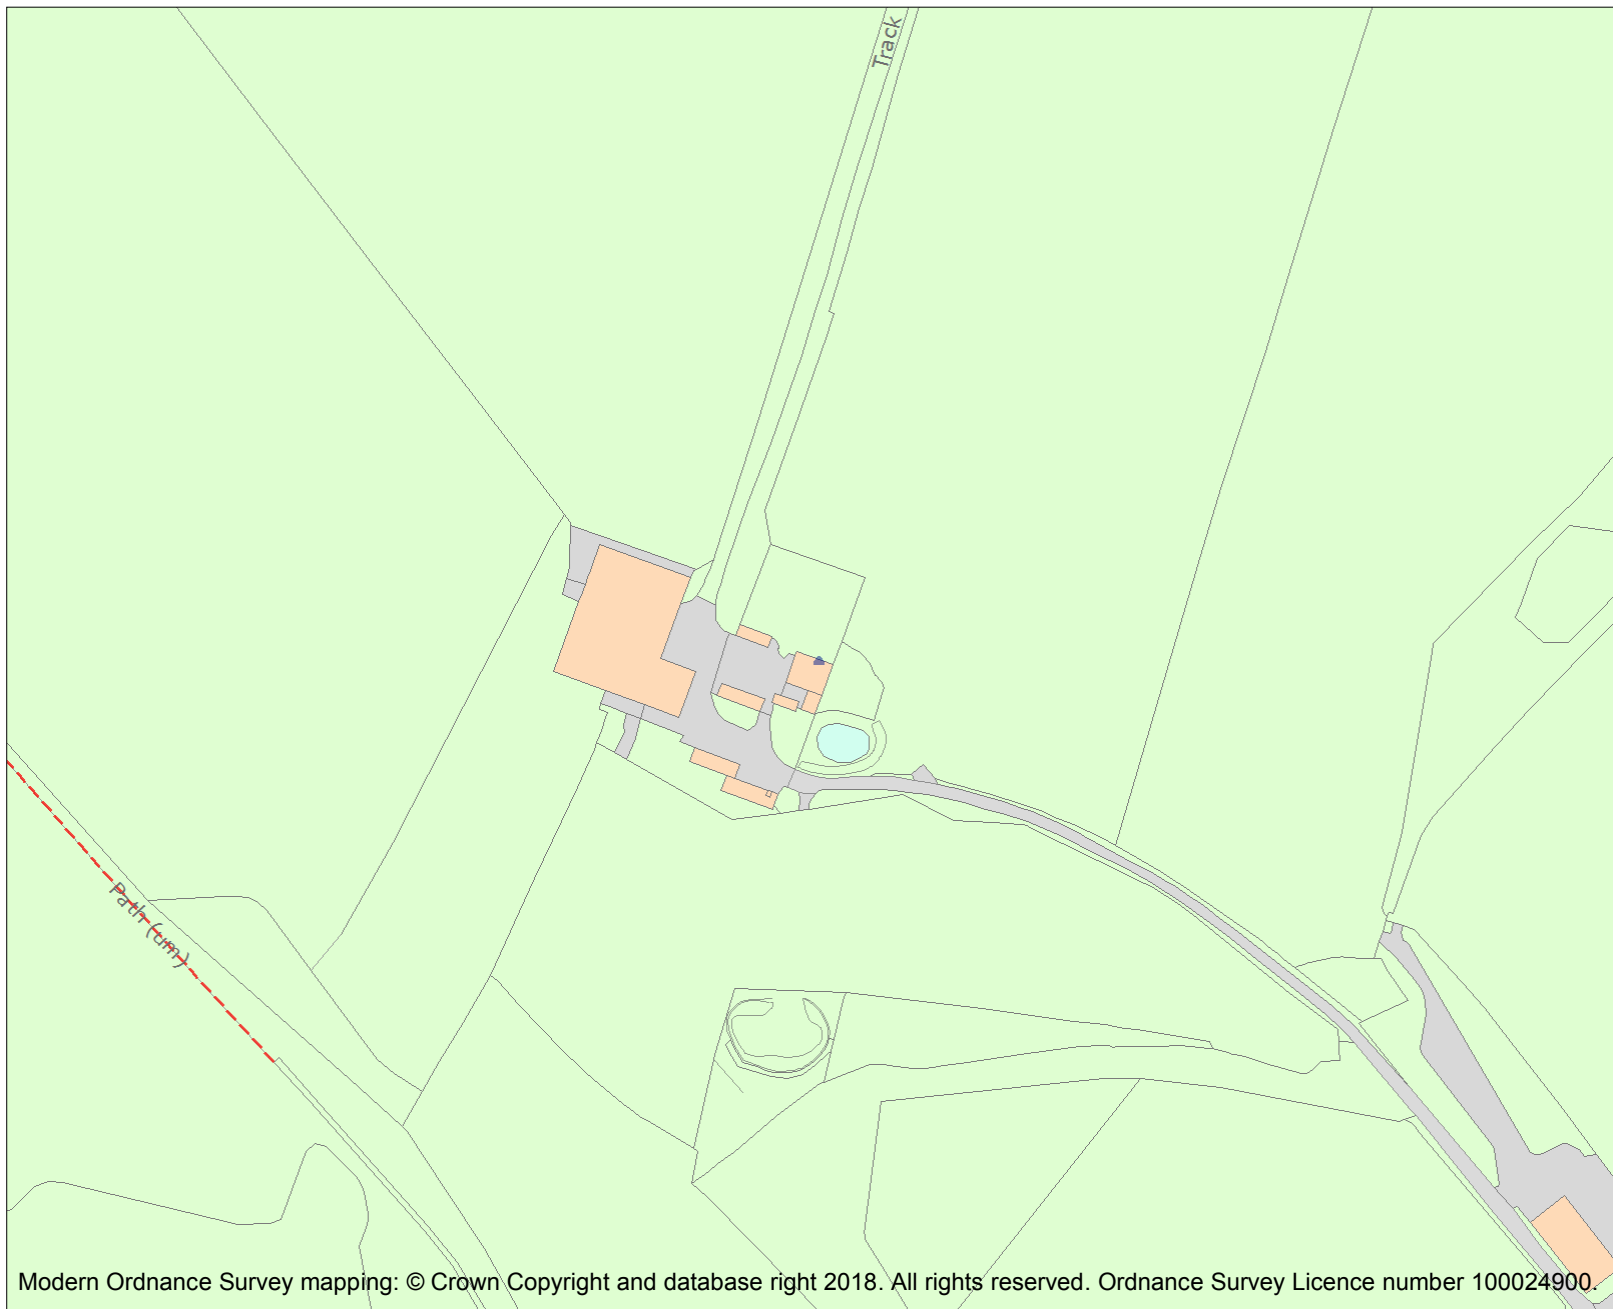 Track
Path (um)
Modern Ordnance Survey mapping: © Crown Copyright and database right 2018. All rights reserved. Ordnance Survey Licence number 100024900.